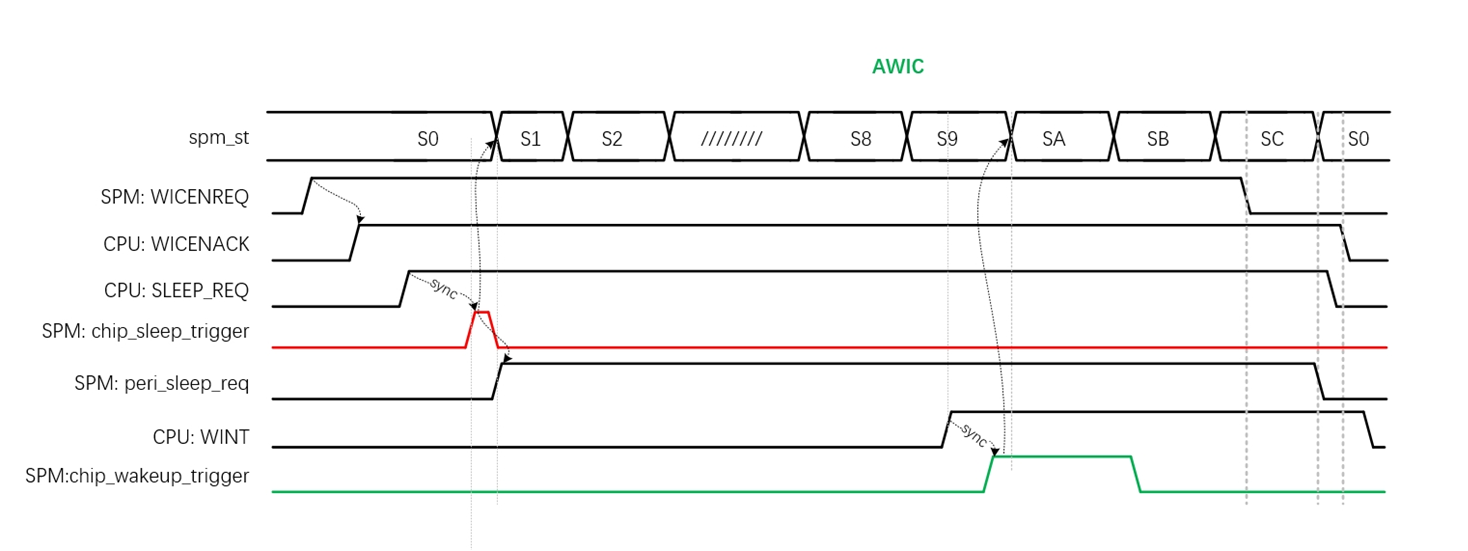 AWIC
spm_st S0 S1 S2 //////// S8 S9 SA SB SC S0
SPM: WICENREQ
CPU: WICENACK
CPU: SLEEP_REQ
sync
SPM: chip_sleep_trigger
SPM: peri_sleep_req
CPU: WINT
sync
SPM:chip_wakeup_trigger